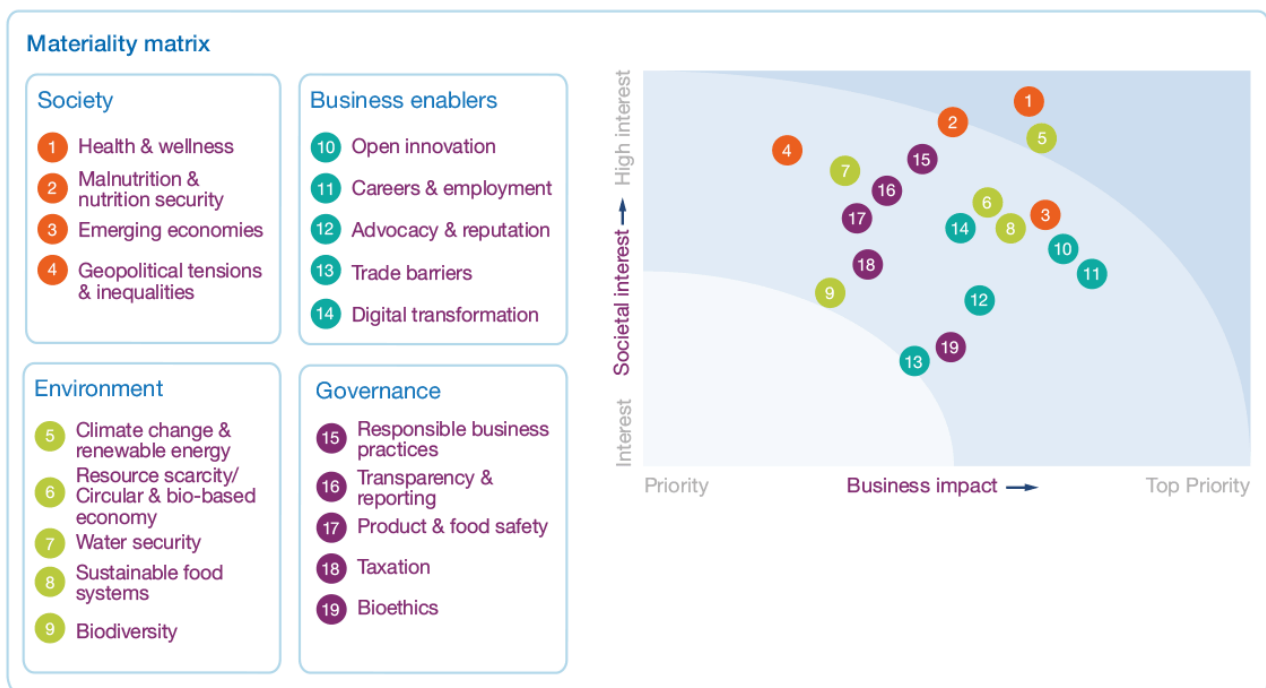 Materiality matrix
Society
1 Health & wellness
2 Malnutrition &
nutrition security
3 Emerging economies
4 Geopolitical tensions
& inequalities
Business enablers
10 Open innovation
11 Careers & employment
12 Advocacy & reputation
13 Trade barriers
14 Digital transformation
Environment
5 Climate change &
renewable energy
6 Resource scarcity/
Circular & bio-based
economy
7 Water security
8 Sustainable food
systems
9 Biodiversity
Governance
15 Responsible business
practices
16 Transparency &
reporting
17 Product & food safety
18 Taxation
19 Bioethics
High interest
Societal interest
Interest
1
2
5
4
15
7
16
6
3
17
14
8
10
18
11
9
12
19
13
Priority
Business impact
Top Priority